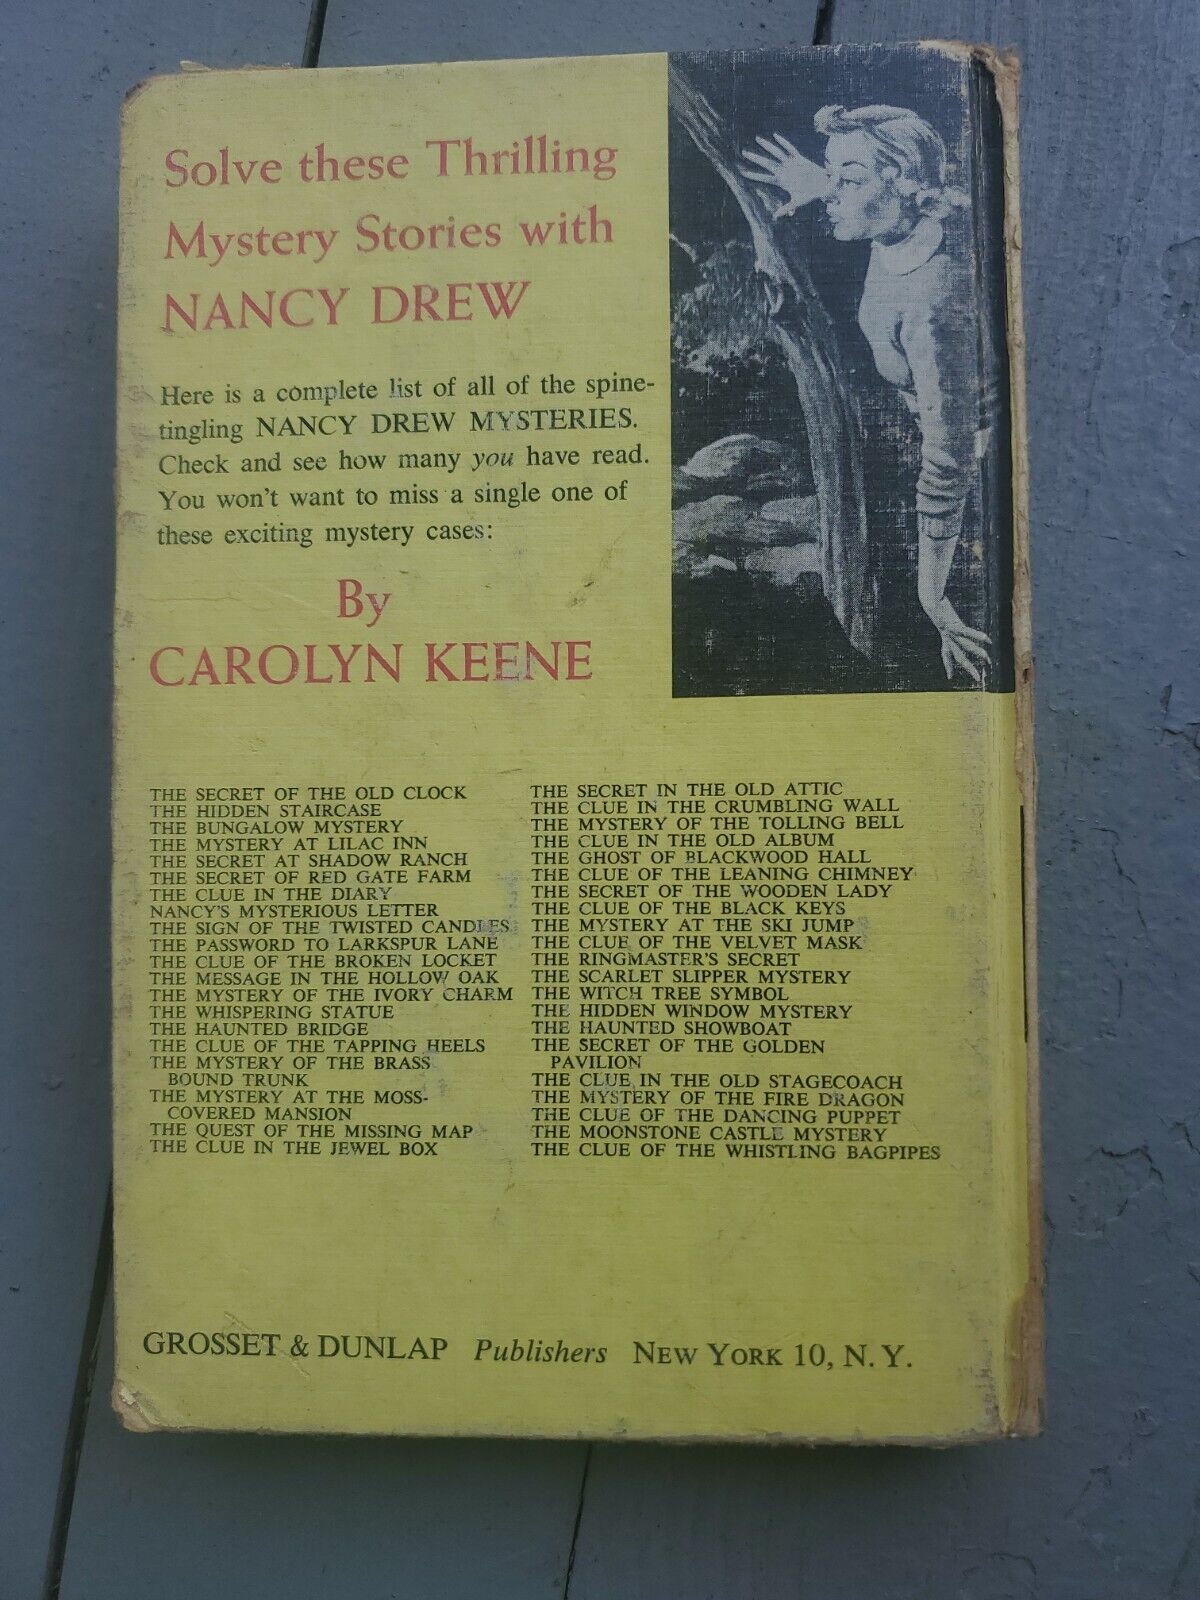 Solve these Thrilling
Mystery Stories with
NANCY DREW
Here is a complete list of all of the spine-
tingling NANCY DREW MYSTERIES.
Check and see how many you have read.
You won't want to miss a single one of
these exciting mystery cases:
By
CAROLYN KEENE
THE SECRET OF THE OLD CLOCK
THE HIDDEN STAIRCASE
THE BUNGALOW MYSTERY
THE MYSTERY AT LILAC INN
THE SECRET AT SHADOW RANCH
THE SECRET OF RED GATE FARM
THE CLUE IN THE DIARY
NANCY'S MYSTERIOUS LETTER
THE SIGN OF THE TWISTED CANDLES
THE PASSWORD TO LARKSPUR LANE
THE CLUE OF THE BROKEN LOCKET
THE MESSAGE IN THE HOLLOW OAK
THE MYSTERY OF THE IVORY CHARM
THE WHISPERING STATUE
THE HAUNTED BRIDGE
THE CLUE OF THE TAPPING HEELS
THE MYSTERY OF THE BRASS
BOUND TRUNK
THE MYSTERY AT THE MOSS-
COVERED MANSION
THE QUEST OF THE MISSING MAP
THE CLUE IN THE JEWEL BOX
THE SECRET IN THE OLD ATTIC
THE CLUE IN THE CRUMBLING WALL
THE MYSTERY OF THE TOLLING BELL
THE CLUE IN THE OLD ALBUM
THE GHOST OF BLACKWOOD HALL
THE CLUE OF THE LEANING CHIMNEY
THE SECRET OF THE WOODEN LADY
THE CLUE OF THE BLACK KEYS
THE MYSTERY AT THE SKI JUMP
THE CLUE OF THE VELVET MASK
THE RINGMASTER'S SECRET
THE SCARLET SLIPPER MYSTERY
THE WITCH TREE SYMBOL
THE HIDDEN WINDOW MYSTERY
THE HAUNTED SHOWBOAT
THE SECRET OF THE GOLDEN
PAVILION
THE CLUE IN THE OLD STAGECOACH
THE MYSTERY OF THE FIRE DRAGON
THE CLUE OF THE DANCING PUPPET
THE MOONSTONE CASTLE MYSTERY
THE CLUE OF THE WHISTLING BAGPIPES
GROSSET & DUNLAP Publishers NEW YORK 10, N. Y.